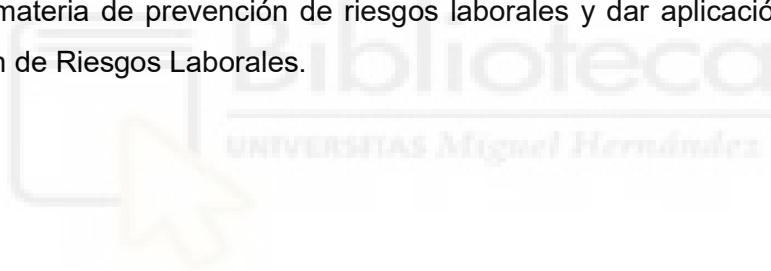 materia de prevención de riesgos laborales y dar aplicació
n de Riesgos Laborales.
Biblioteca
UNIVERSITAS Miguel Hernández